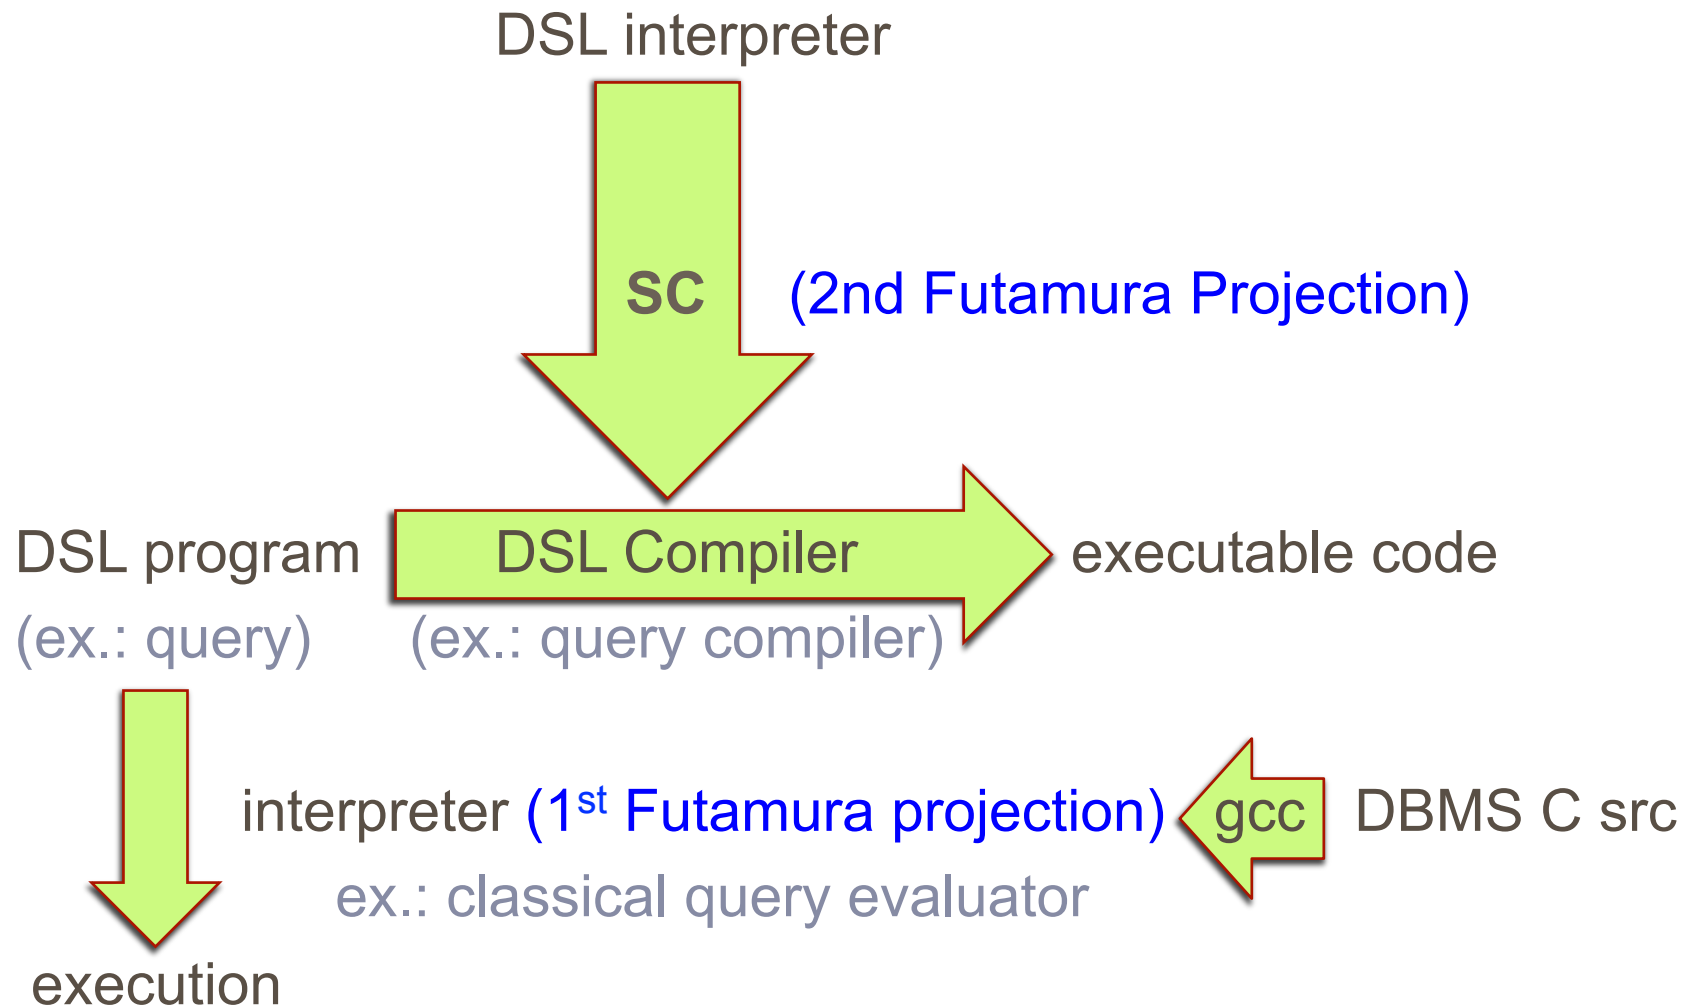 DSL interpreter
SC (2nd Futamura Projection)
DSL program DSL Compiler executable code
(ex.: query) (ex.: query compiler)
interpreter (1st Futamura projection) gcc DBMS C src
ex.: classical query evaluator
execution